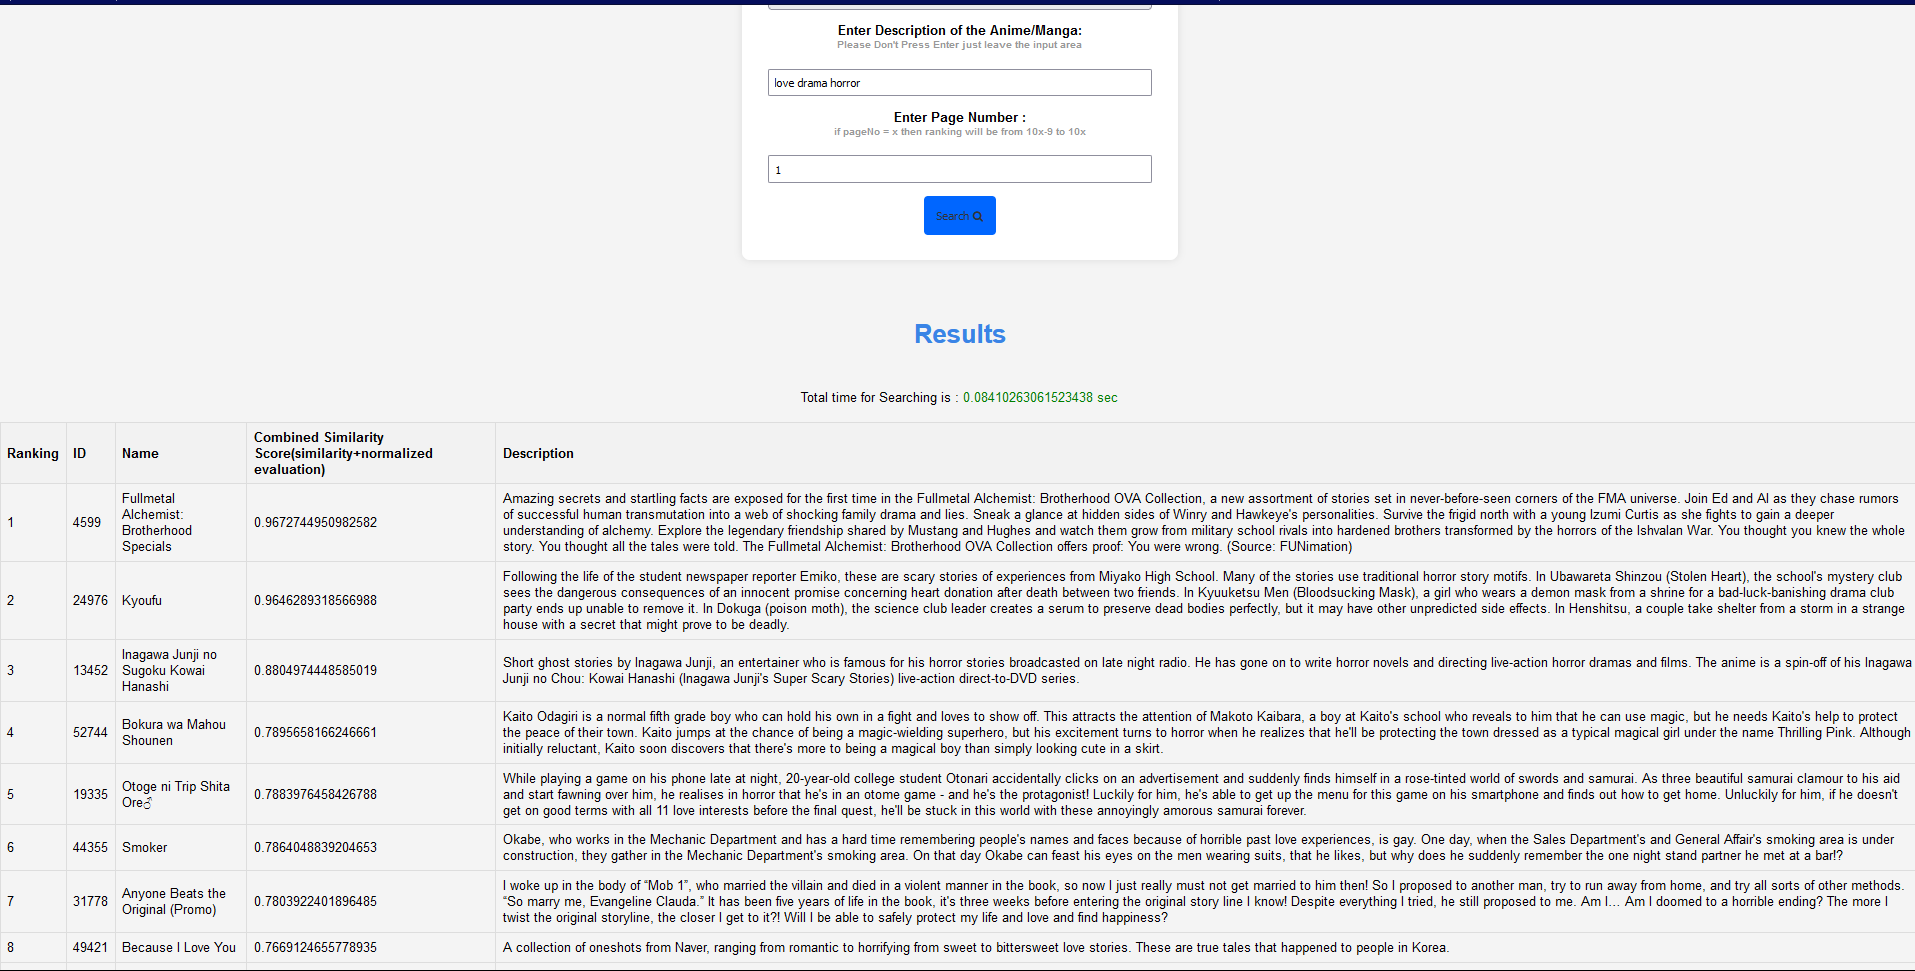 Enter Description of the Anime/Manga:
Please Don't Press Enter just leave the input area
love drama horror
Enter Page Number :
if pageNo = x then ranking will be from 10x-9 to 10x
1
Search
Results
Total time for Searching is : 0.08410263061523438 sec
Ranking ID Name Combined Similarity Score(similarity+normalized evaluation) Description
1 4599 Fullmetal Alchemist: Brotherhood Specials 0.9672744950982582
Amazing secrets and startling facts are exposed for the first time in the Fullmetal Alchemist: Brotherhood OVA Collection, a new assortment of stories set in never-before-seen corners of the FMA universe. Join Ed and Al as they chase rumors
of successful human transmutation into a web of shocking family drama and lies. Sneak a glance at hidden sides of Winry and Hawkeye's personalities. Survive the frigid north with a young Izumi Curtis as she fights to gain a deeper
understanding of alchemy. Explore the legendary friendship shared by Mustang and Hughes and watch them grow from military school rivals into hardened brothers transformed by the horrors of the Ishvalan War. You thought you knew the whole
story. You thought all the tales were told. The Fullmetal Alchemist: Brotherhood OVA Collection offers proof: You were wrong. (Source: FUNimation)
2 24976 Kyoufu 0.9646289318566988
Following the life of the student newspaper reporter Emiko, these are scary stories of experiences from Miyako High School. Many of the stories use traditional horror story motifs. In Ubawareta Shinzou (Stolen Heart), the school's mystery club
sees the dangerous consequences of an innocent promise concerning heart donation after death between two friends. In Kyuuketsu Men (Bloodsucking Mask), a girl who wears a demon mask from a shrine for a bad-luck-banishing drama club
party ends up unable to remove it. In Dokuga (poison moth), the science club leader creates a serum to preserve dead bodies perfectly, but it may have other unpredicted side effects. In Henshitsu, a couple take shelter from a storm in a strange
house with a secret that might prove to be deadly.
3 13452 Inagawa Junji no Sugoku Kowai Hanashi 0.8804974448585019
Short ghost stories by Inagawa Junji, an entertainer who is famous for his horror stories broadcasted on late night radio. He has gone on to write horror novels and directing live-action horror dramas and films. The anime is a spin-off of his Inagawa
Junji no Chou: Kowai Hanashi (Inagawa Junji's Super Scary Stories) live-action direct-to-DVD series.
4 52744 Bokura wa Mahou Shounen 0.7895658166246661
Kaito Odagiri is a normal fifth grade boy who can hold his own in a fight and loves to show off. This attracts the attention of Makoto Kaibara, a boy at Kaito's school who reveals to him that he can use magic, but he needs Kaito's help to protect
the peace of their town. Kaito jumps at the chance of being a magic-wielding superhero, but his excitement turns to horror when he realizes that he'll be protecting the town dressed as a typical magical girl under the name Thrilling Pink. Although
initially reluctant, Kaito soon discovers that there's more to being a magical boy than simply looking cute in a skirt.
5 19335 Otoge ni Trip Shita Ore♂ 0.7883976458426788
While playing a game on his phone late at night, 20-year-old college student Otonari accidentally clicks on an advertisement and suddenly finds himself in a rose-tinted world of swords and samurai. As three beautiful samurai clamour to his aid
and start fawning over him, he realises in horror that he's in an otome game - and he's the protagonist! Luckily for him, he's able to get up the menu for this game on his smartphone and finds out how to get home. Unluckily for him, if he doesn't
get on good terms with all 11 love interests before the final quest, he'll be stuck in this world with these annoyingly amorous samurai forever.
6 44355 Smoker 0.7864048839204653
Okabe, who works in the Mechanic Department and has a hard time remembering people's names and faces because of horrible past love experiences, is gay. One day, when the Sales Department's and General Affair's smoking area is under
construction, they gather in the Mechanic Department's smoking area. On that day Okabe can feast his eyes on the men wearing suits, that he likes, but why does he suddenly remember the one night stand partner he met at a bar!?
7 31778 Anyone Beats the Original (Promo) 0.7803922401896485
I woke up in the body of “Mob 1”, who married the villain and died in a violent manner in the book, so now I just really must not get married to him then! So I proposed to another man, try to run away from home, and try all sorts of other methods.
“So marry me, Evangeline Clauda.” It has been five years of life in the book, it's three weeks before entering the original story line I know! Despite everything I tried, he still proposed to me. Am I… Am I doomed to a horrible ending? The more I
twist the original storyline, the closer I get to it?! Will I be able to safely protect my life and love and find happiness?
8 49421 Because I Love You 0.7669124655778935
A collection of oneshots from Naver, ranging from romantic to horrifying from sweet to bittersweet love stories. These are true tales that happened to people in Korea.